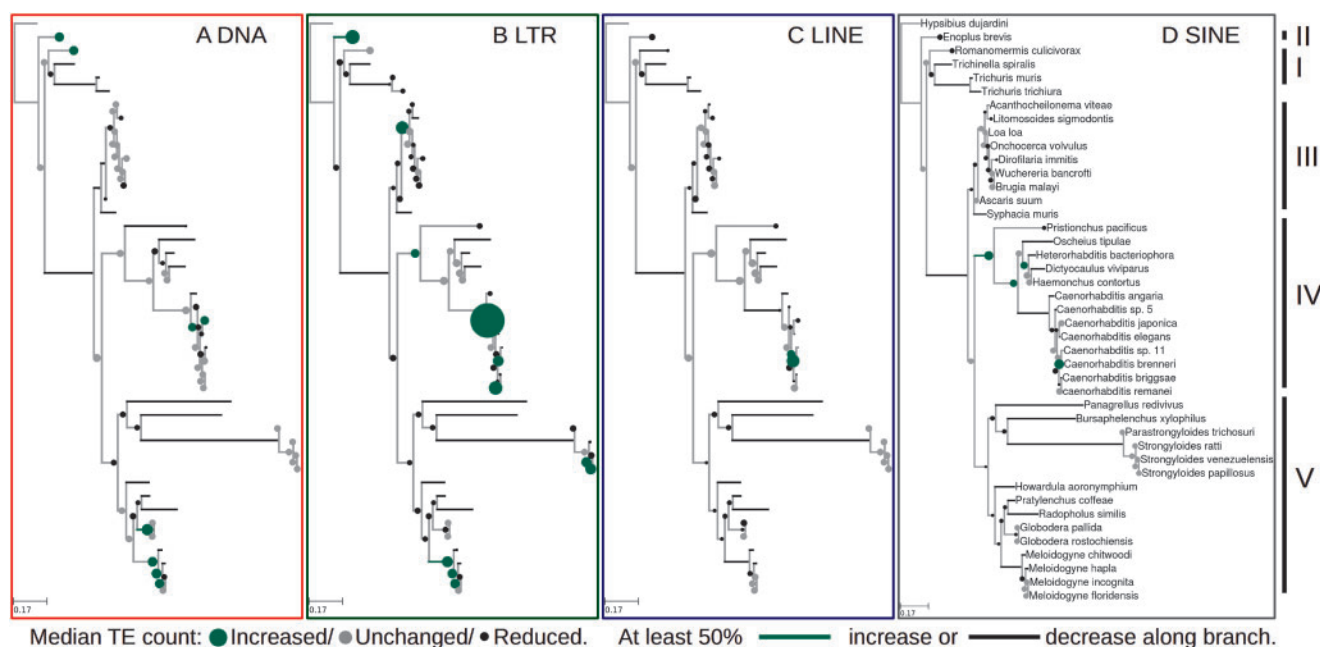 A DNA
B LTR
C LINE
D SINE
Hypsibius dujardini
Enoplus brevis
Romanomermis culicivorax
Trichinella spiralis
Trichuris muris
Trichuris trichiura
Acanthocheilonema viteae
Litomosoides sigmodontis
Loa loa
Onchocerca volvulus
Dirofilaria immitis
Wuchereria bancrofti
Brugia malayi
Ascaris suum
Syphacia muris
Pristionchus pacificus
Oscheius tipulae
Heterorhabditis bacteriophora
Dictyocaulus viviparus
Haemonchus contortus
Caenorhabditis angaria
Caenorhabditis sp. 5
Caenorhabditis japonica
Caenorhabditis elegans
Caenorhabditis sp. 11
Caenorhabditis brenneri
Caenorhabditis briggsae
caenorhabditis remanei
Panagrellus redivivus
Bursaphelenchus xylophilus
Parastrongyloides trichosuri
Strongyloides ratti
Strongyloides venezuelensis
Strongyloides papillosus
Howardula aoronymphium
Pratylenchus coffeae
Radopholus similis
Globodera pallida
Globodera rostochiensis
Meloidogyne chitwoodi
Meloidogyne hapla
Meloidogyne incognita
Meloidogyne floridensis
II
I
III
IV
V
0.17
0.17
0.17
0.17
Median TE count: Increased/ Unchanged/ Reduced. At least 50% increase or decrease along branch.